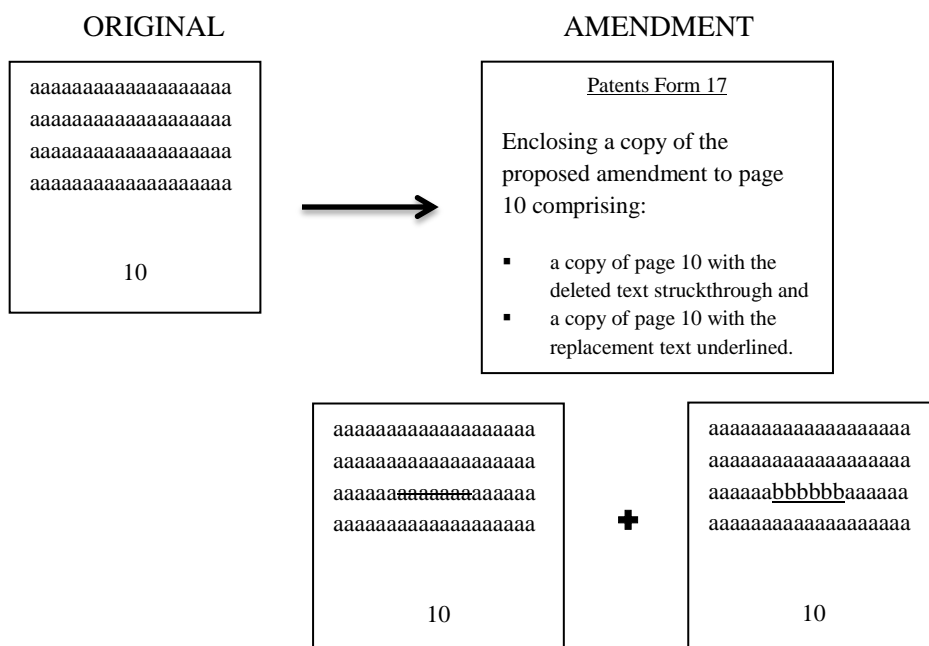 ORIGINAL
AMENDMENT
aaaaaaaaaaaaaaaaaaa
aaaaaaaaaaaaaaaaaaa
aaaaaaaaaaaaaaaaaaa
aaaaaaaaaaaaaaaaaaa
10
Patents Form 17
Enclosing a copy of the
proposed amendment to page
10 comprising:
▪ a copy of page 10 with the
deleted text struckthrough and
▪ a copy of page 10 with the
replacement text underlined.
aaaaaaaaaaaaaaaaaaa
aaaaaaaaaaaaaaaaaaa
aaaaaaaaaaaaaaaaaaa
aaaaaaaaaaaaaaaaaaa
10
aaaaaaaaaaaaaaaaaaa
aaaaaaaaaaaaaaaaaaa
aaaaaabbbbbbaaaaaa
aaaaaaaaaaaaaaaaaaa
10